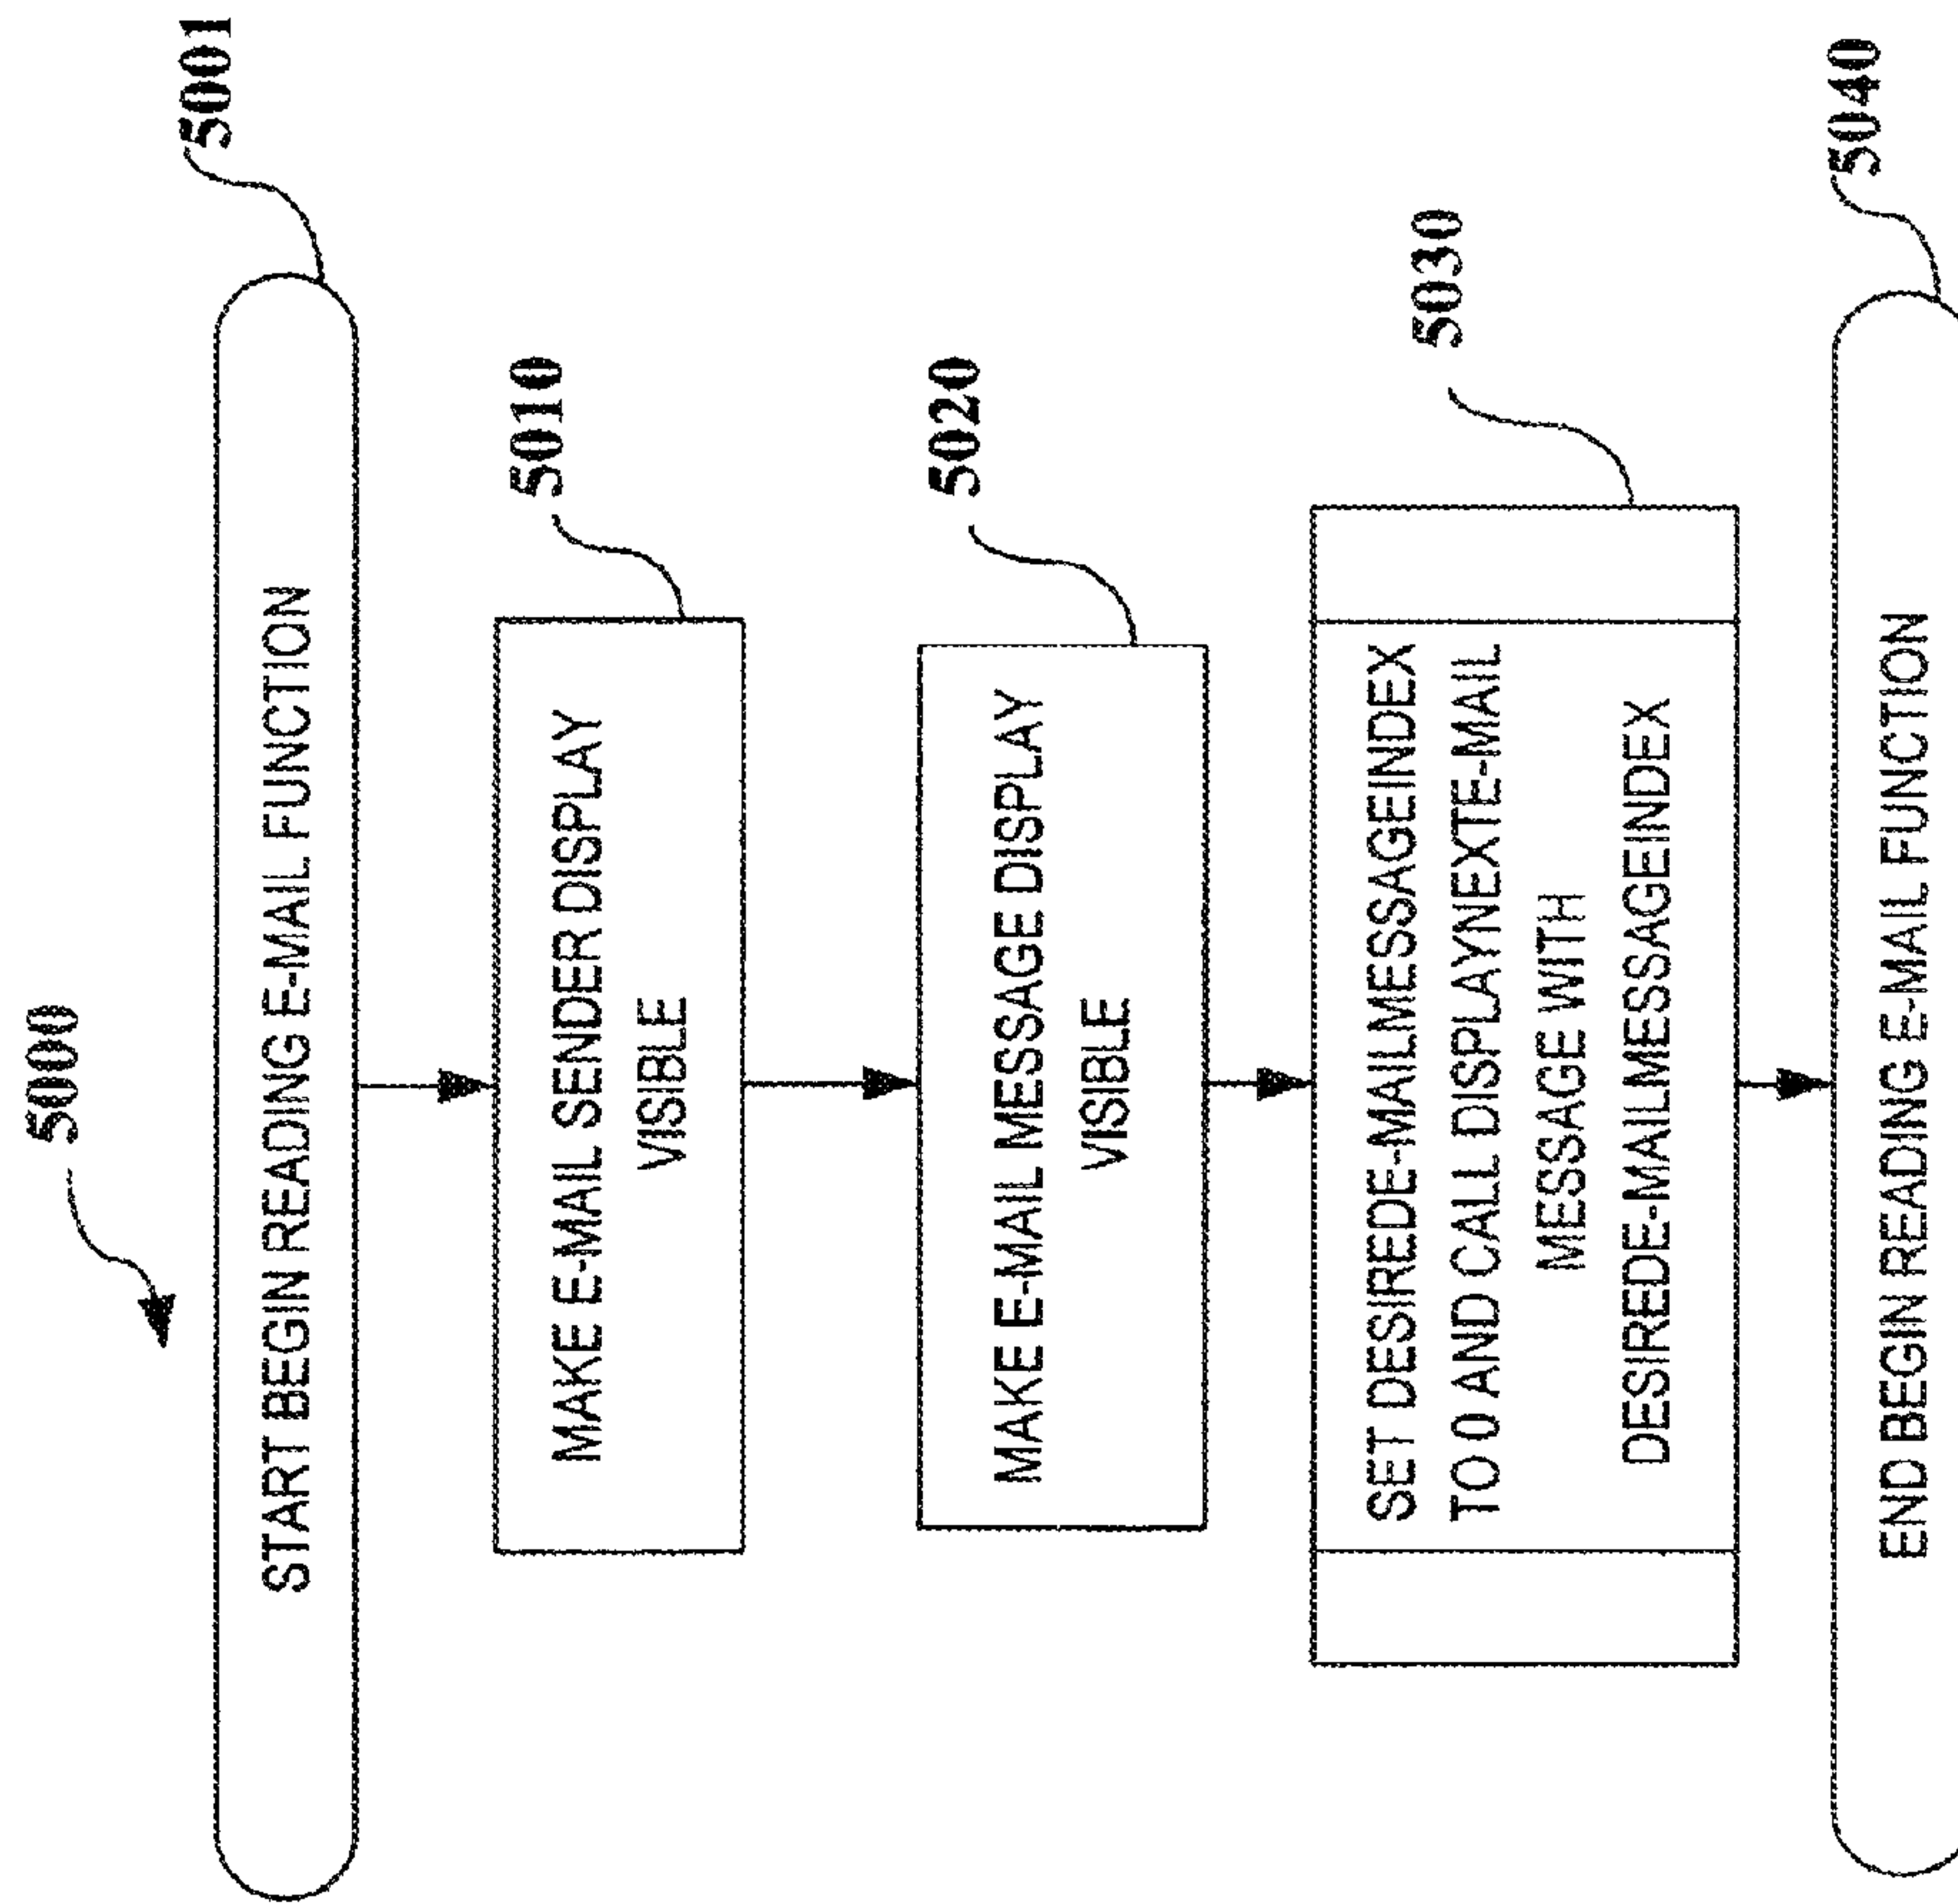 5000
START BEGIN READING E-MAIL FUNCTION
5001
MAKE E-MAIL SENDER DISPLAY
VISIBLE
5010
MAKE E-MAIL MESSAGE DISPLAY
VISIBLE
5020
SET DESIREDE-MAILMESSAGEINDEX
TO 0 AND CALL DISPLAYNEXTE-MAIL
MESSAGE WITH
DESIREDE-MAILMESSAGEINDEX
5030
END BEGIN READING E-MAIL FUNCTION
5040